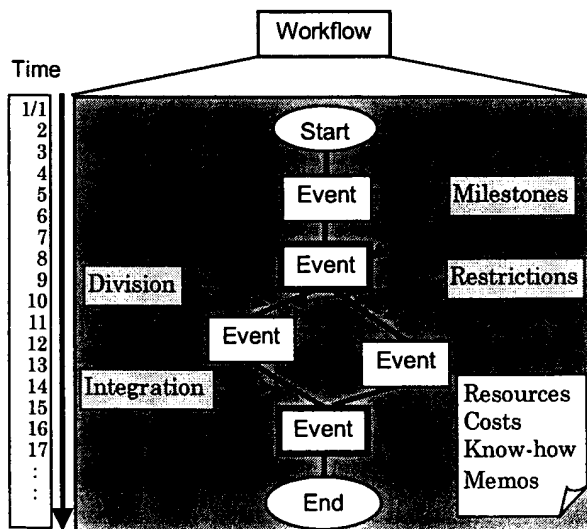 Workflow
Time
1/1
2
3
4
5
6
7
8
9
10
11
12
13
14
15
16
17
:
:
Start
Event
Milestones
Event
Division
Restrictions
Event
Event
Integration
Event
Resources
Costs
Know-how
Memos
End